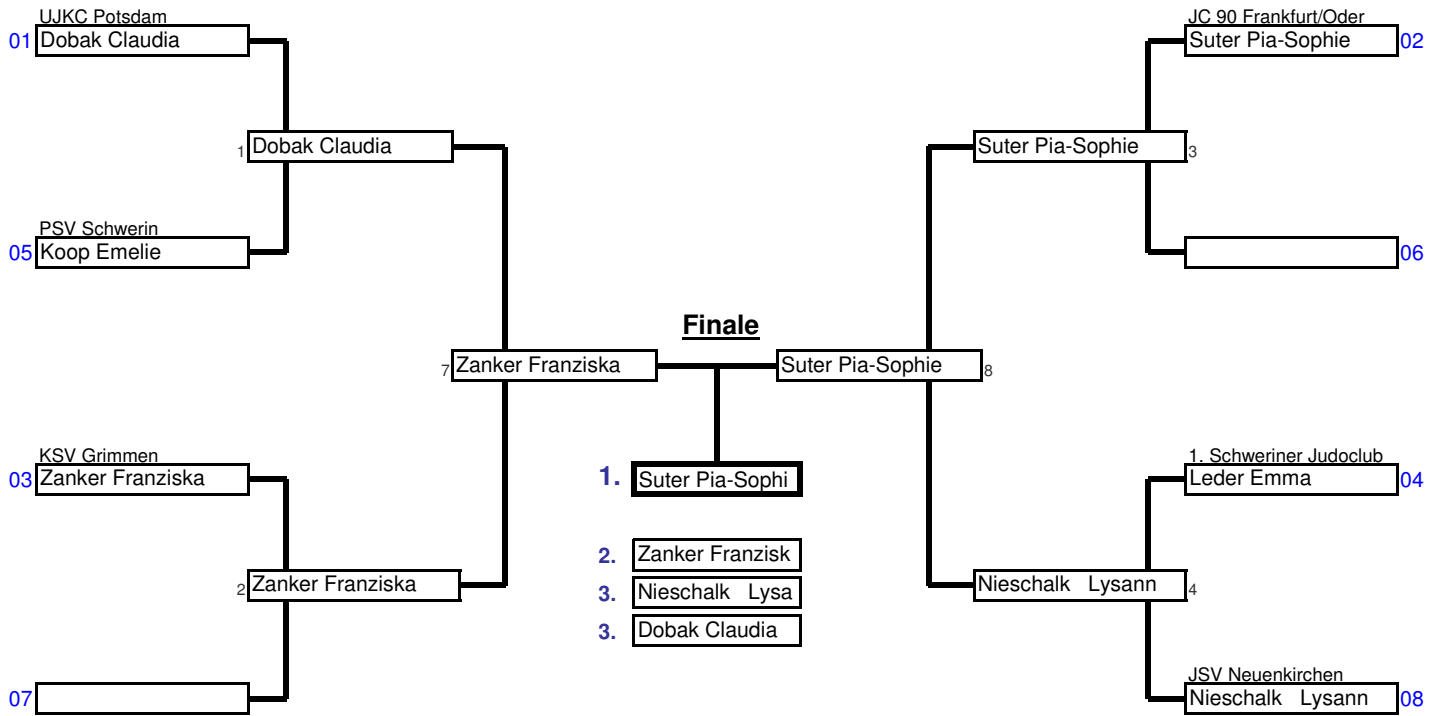 UJKC Potsdam
01 Dobak Claudia
JC 90 Frankfurt/Oder
Suter Pia-Sophie 02
1 Dobak Claudia
Suter Pia-Sophie 3
PSV Schwerin
05 Koop Emelie
06
Finale
7 Zanker Franziska
Suter Pia-Sophie 8
KSV Grimmen
03 Zanker Franziska
1. Suter Pia-Sophi
1. Schweriner Judoclub
Leder Emma 04
2. Zanker Franzisk
2 Zanker Franziska
3. Nieschalk Lysa
Nieschalk Lysann 4
3. Dobak Claudia
07
JSV Neuenkirchen
Nieschalk Lysann 08